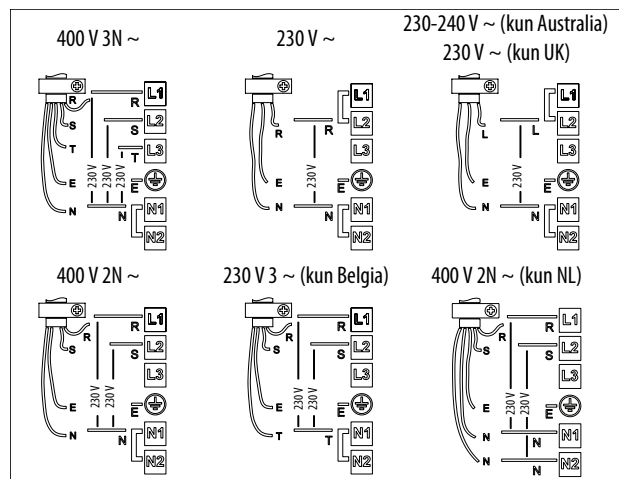 400 V 3N ~
R
S
T
E
N
230 V
230 V
230 V
R
S
T
E
N
L1
L2
L3
N1
N2
230 V ~
R
E
N
230 V
R
E
N
L1
L2
L3
N1
N2
230-240 V ~ (kun Australia)
230 V ~ (kun UK)
L
E
N
230 V
L
E
N
L1
L2
L3
N1
N2
400 V 2N ~
R
S
E
N
230 V
230 V
R
S
E
N
L1
L2
L3
N1
N2
230 V 3 ~ (kun Belgia)
R
S
E
T
230 V
230 V
R
S
E
T
L1
L2
L3
N1
N2
400 V 2N ~ (kun NL)
R
S
E
N
N
230 V
230 V
R
S
E
N
N
L1
L2
L3
N1
N2